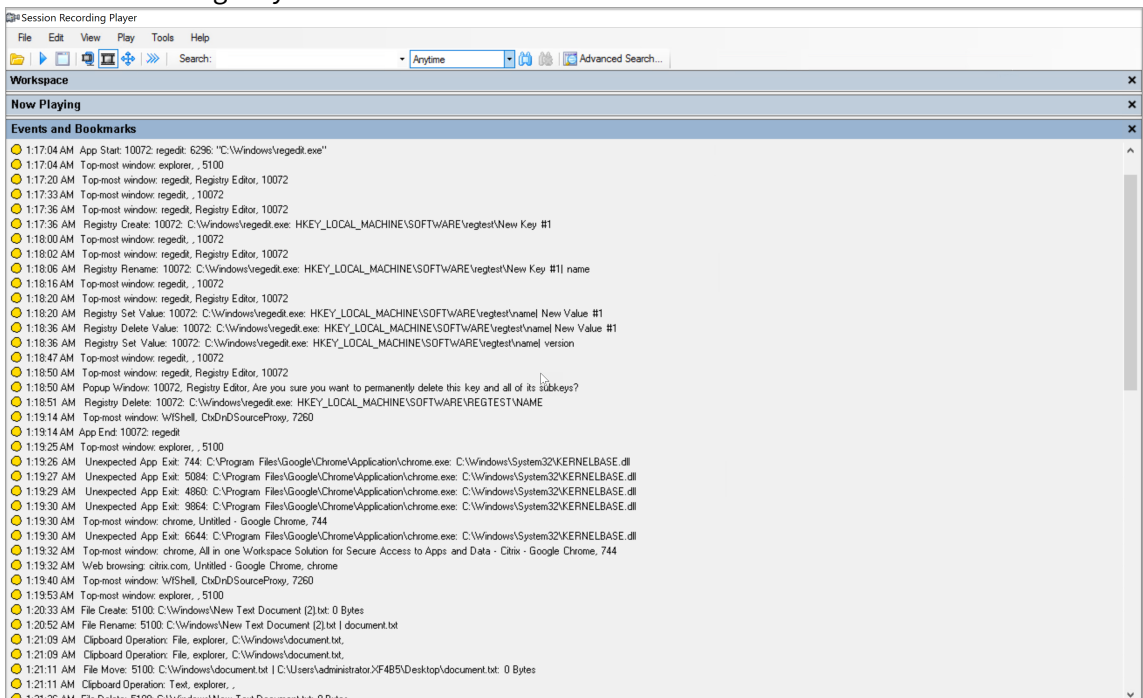 Session Recording Player
File Edit View Play Tools Help
Search: Anytime Advanced Search...
Workspace
Now Playing
Events and Bookmarks
1:17:04 AM App Start: 10072: regedit: 6296: "C:\Windows\regedit.exe"
1:17:04 AM Top-most window: explorer, , 5100
1:17:20 AM Top-most window: regedit, Registry Editor, 10072
1:17:33 AM Top-most window: regedit, , 10072
1:17:36 AM Top-most window: regedit, Registry Editor, 10072
1:17:36 AM Registry Create: 10072: C:\Windows\regedit.exe: HKEY_LOCAL_MACHINE\SOFTWARE\regtest\New Key #1
1:18:00 AM Top-most window: regedit, , 10072
1:18:02 AM Top-most window: regedit, Registry Editor, 10072
1:18:06 AM Registry Rename: 10072: C:\Windows\regedit.exe: HKEY_LOCAL_MACHINE\SOFTWARE\regtest\New Key #1| name
1:18:16 AM Top-most window: regedit, , 10072
1:18:20 AM Top-most window: regedit, Registry Editor, 10072
1:18:20 AM Registry Set Value: 10072: C:\Windows\regedit.exe: HKEY_LOCAL_MACHINE\SOFTWARE\regtest\name| New Value #1
1:18:36 AM Registry Delete Value: 10072: C:\Windows\regedit.exe: HKEY_LOCAL_MACHINE\SOFTWARE\regtest\name| New Value #1
1:18:36 AM Registry Set Value: 10072: C:\Windows\regedit.exe: HKEY_LOCAL_MACHINE\SOFTWARE\regtest\name| version
1:18:47 AM Top-most window: regedit, , 10072
1:18:50 AM Top-most window: regedit, Registry Editor, 10072
1:18:50 AM Popup Window: 10072, Registry Editor, Are you sure you want to permanently delete this key and all of its subkeys?
1:18:51 AM Registry Delete: 10072: C:\Windows\regedit.exe: HKEY_LOCAL_MACHINE\SOFTWARE\REGTEST\NAME
1:19:14 AM Top-most window: WfShell, CtxDnDSourceProxy, 7260
1:19:14 AM App End: 10072: regedit
1:19:25 AM Top-most window: explorer, , 5100
1:19:26 AM Unexpected App Exit: 744: C:\Program Files\Google\Chrome\Application\chrome.exe: C:\Windows\System32\KERNELBASE.dll
1:19:27 AM Unexpected App Exit: 5084: C:\Program Files\Google\Chrome\Application\chrome.exe: C:\Windows\System32\KERNELBASE.dll
1:19:29 AM Unexpected App Exit: 4860: C:\Program Files\Google\Chrome\Application\chrome.exe: C:\Windows\System32\KERNELBASE.dll
1:19:30 AM Unexpected App Exit: 9864: C:\Program Files\Google\Chrome\Application\chrome.exe: C:\Windows\System32\KERNELBASE.dll
1:19:30 AM Top-most window: chrome, Untitled - Google Chrome, 744
1:19:30 AM Unexpected App Exit: 6644: C:\Program Files\Google\Chrome\Application\chrome.exe: C:\Windows\System32\KERNELBASE.dll
1:19:32 AM Top-most window: chrome, All in one Workspace Solution for Secure Access to Apps and Data - Citrix - Google Chrome, 744
1:19:32 AM Web browsing: citrix.com, Untitled - Google Chrome, chrome
1:19:40 AM Top-most window: WfShell, CtxDnDSourceProxy, 7260
1:19:53 AM Top-most window: explorer, , 5100
1:20:33 AM File Create: 5100: C:\Windows\New Text Document (2).txt: 0 Bytes
1:20:52 AM File Rename: 5100: C:\Windows\New Text Document (2).txt | document.txt
1:21:09 AM Clipboard Operation: File, explorer, C:\Windows\document.txt,
1:21:09 AM Clipboard Operation: File, explorer, C:\Windows\document.txt,
1:21:11 AM File Move: 5100: C:\Windows\document.txt | C:\Users\administrator.XF4B5\Desktop\document.txt: 0 Bytes
1:21:11 AM Clipboard Operation: Text, explorer, ,